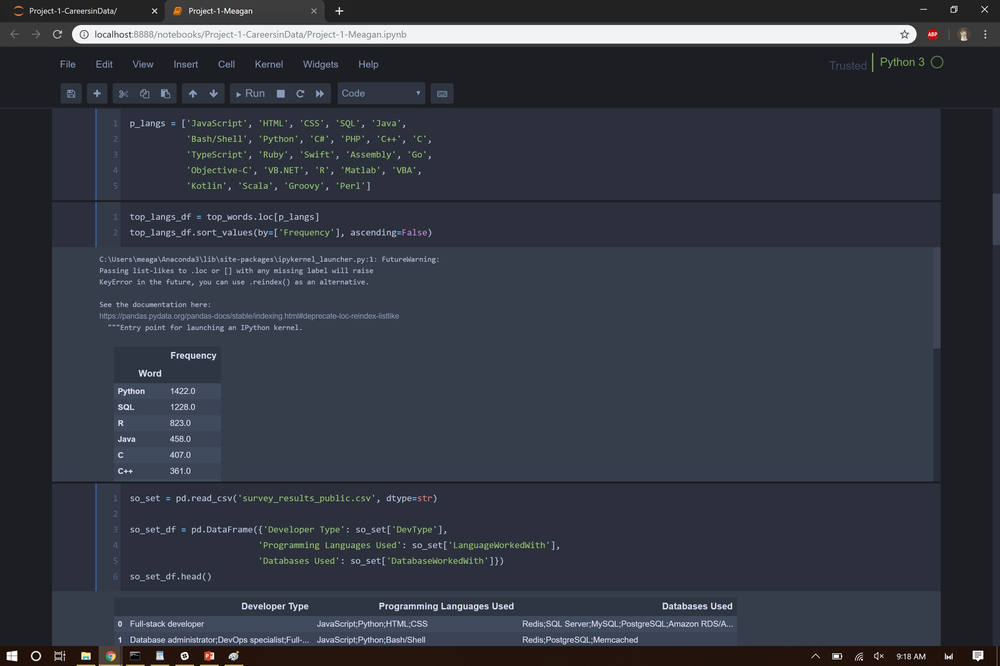 Project-1-CareersinData/
Project-1-Meagan
localhost:8888/notebooks/Project-1-CareersinData/Project-1-Meagan.ipynb
ABP
File Edit View Insert Cell Kernel Widgets Help
Trusted
Python 3
Run
Code
1 p_langs = ['JavaScript', 'HTML', 'CSS', 'SQL', 'Java',
2 'Bash/Shell', 'Python', 'C#', 'PHP', 'C++', 'C',
3 'TypeScript', 'Ruby', 'Swift', 'Assembly', 'Go',
4 'Objective-C', 'VB.NET', 'R', 'Matlab', 'VBA',
5 'Kotlin', 'Scala', 'Groovy', 'Perl']
1 top_langs_df = top_words.loc[p_langs]
2 top_langs_df.sort_values(by=['Frequency'], ascending=False)
C:\Users\meaga\Anaconda3\lib\site-packages\ipykernel_launcher.py:1: FutureWarning:
Passing list-likes to .loc or [] with any missing label will raise
KeyError in the future, you can use .reindex() as an alternative.
See the documentation here:
https://pandas.pydata.org/pandas-docs/stable/indexing.html#deprecate-loc-reindex-listlike
"""Entry point for launching an IPython kernel.
Frequency
Word
Python 1422.0
SQL 1228.0
R 823.0
Java 458.0
C 407.0
C++ 361.0
1 so_set = pd.read_csv('survey_results_public.csv', dtype=str)
2
3 so_set_df = pd.DataFrame({'Developer Type': so_set['DevType'],
4 'Programming Languages Used': so_set['LanguageWorkedWith'],
5 'Databases Used': so_set['DatabaseWorkedWith']})
6 so_set_df.head()
Developer Type Programming Languages Used Databases Used
0 Full-stack developer JavaScript;Python;HTML;CSS Redis;SQL Server;MySQL;PostgreSQL;Amazon RDS/A...
1 Database administrator;DevOps specialist;Full-... JavaScript;Python;Bash/Shell Redis;PostgreSQL;Memcached
9:18 AM